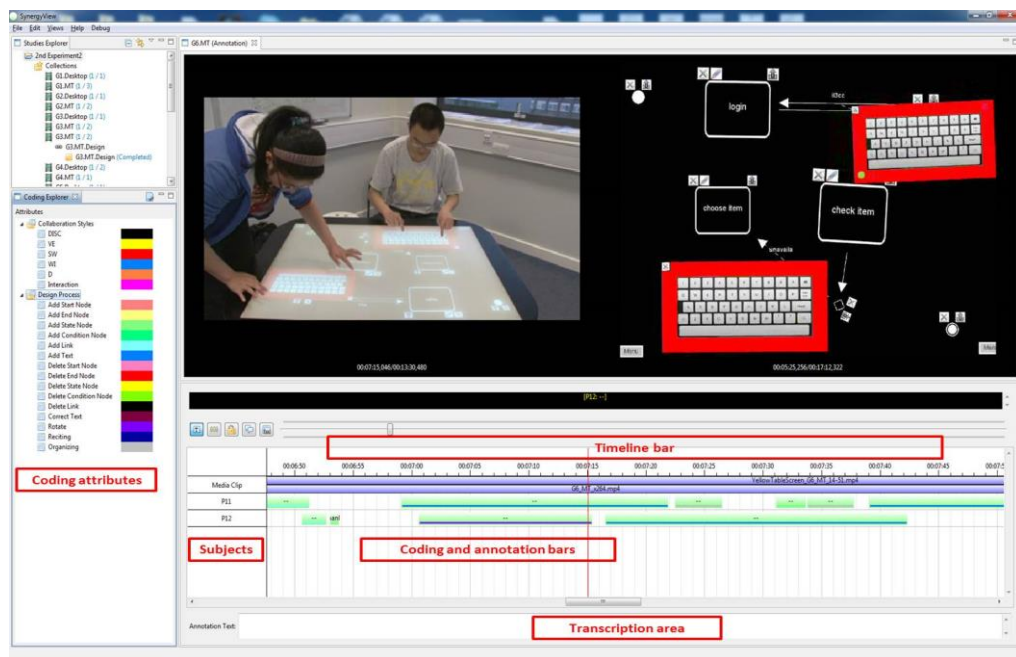 SynergyView
File Edit Views Help Debug
Studies Explorer
2nd Experiment2
Collections
G1.Desktop (1 / 1)
G1.MT (1 / 3)
G2.Desktop (1 / 1)
G2.MT (1 / 2)
G3.Desktop (1 / 1)
G3.MT (1 / 2)
G3.MT (1 / 2)
G3.MT.Design
G3.MT.Design (Completed)
G4.Desktop (1 / 2)
G4.MT (1 / 1)
Coding Explorer
Attributes
Collaboration Styles
DISC
VE
SW
WI
D
Interaction
Design Process
Add Start Node
Add End Node
Add State Node
Add Condition Node
Add Link
Add Text
Delete Start Node
Delete End Node
Delete State Node
Delete Condition Node
Delete Link
Correct Text
Rotate
Reciting
Organizing
Coding attributes
G6.MT (Annotation)
login
choose item
check item
00:07:15,046/00:13:30,480
00:05:25,256/00:17:12,322
[P12: --]
Timeline bar
00:06:50 00:06:55 00:07:00 00:07:05 00:07:10 00:07:15 00:07:20 00:07:25 00:07:30 00:07:35 00:07:40 00:07:45
Media Clip
YellowTableScreen_G6_MT_14-51.mp4
G6_MT_x264.mp4
P11 -- -- -- -- -- --
P12 -- -- --
Subjects
Coding and annotation bars
Annotation Text:
Transcription area